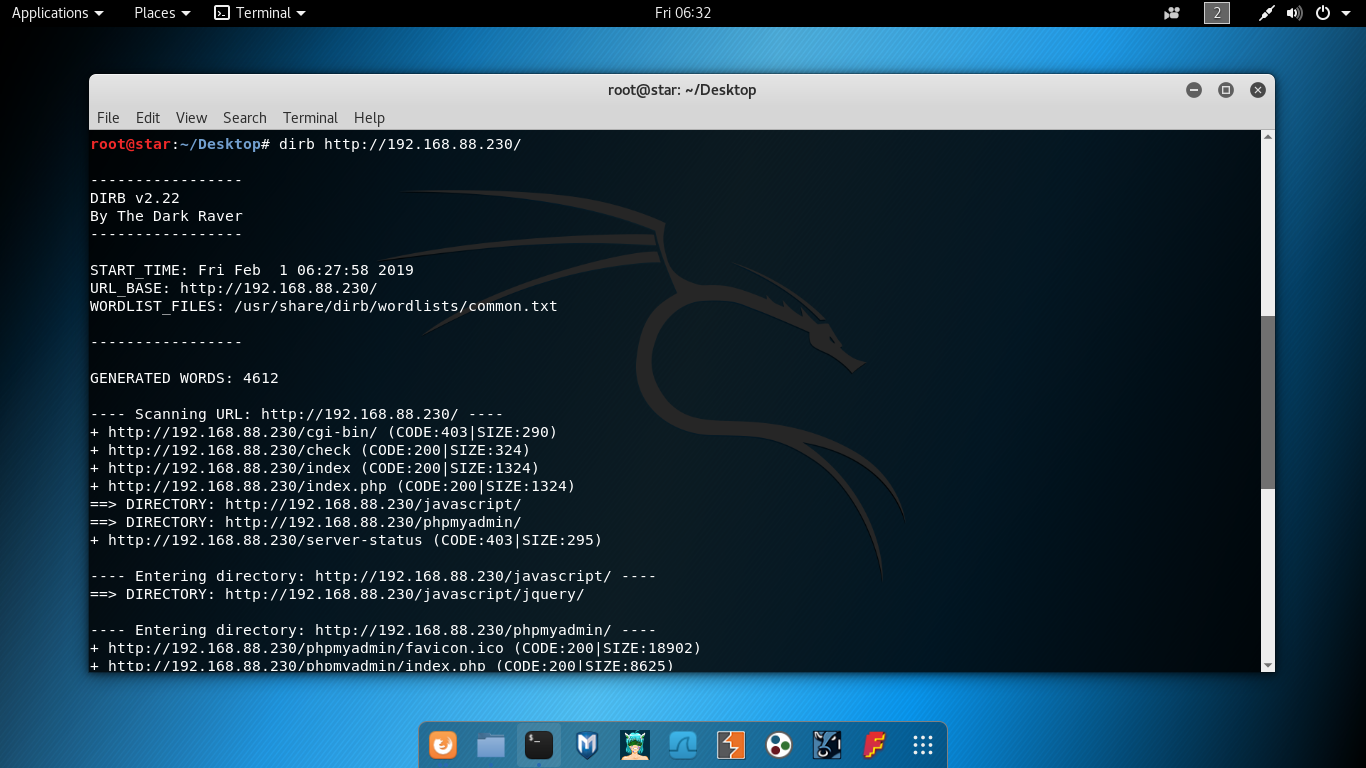 Applications Places Terminal Fri 06:32 2
root@star: ~/Desktop
File Edit View Search Terminal Help
root@star:~/Desktop# dirb http://192.168.88.230/
-----------------
DIRB v2.22
By The Dark Raver
-----------------
START_TIME: Fri Feb  1 06:27:58 2019
URL_BASE: http://192.168.88.230/
WORDLIST_FILES: /usr/share/dirb/wordlists/common.txt
-----------------
GENERATED WORDS: 4612
---- Scanning URL: http://192.168.88.230/ ----
+ http://192.168.88.230/cgi-bin/ (CODE:403|SIZE:290)
+ http://192.168.88.230/check (CODE:200|SIZE:324)
+ http://192.168.88.230/index (CODE:200|SIZE:1324)
+ http://192.168.88.230/index.php (CODE:200|SIZE:1324)
==> DIRECTORY: http://192.168.88.230/javascript/
==> DIRECTORY: http://192.168.88.230/phpmyadmin/
+ http://192.168.88.230/server-status (CODE:403|SIZE:295)
---- Entering directory: http://192.168.88.230/javascript/ ----
==> DIRECTORY: http://192.168.88.230/javascript/jquery/
---- Entering directory: http://192.168.88.230/phpmyadmin/ ----
+ http://192.168.88.230/phpmyadmin/favicon.ico (CODE:200|SIZE:18902)
+ http://192.168.88.230/phpmyadmin/index.php (CODE:200|SIZE:8625)